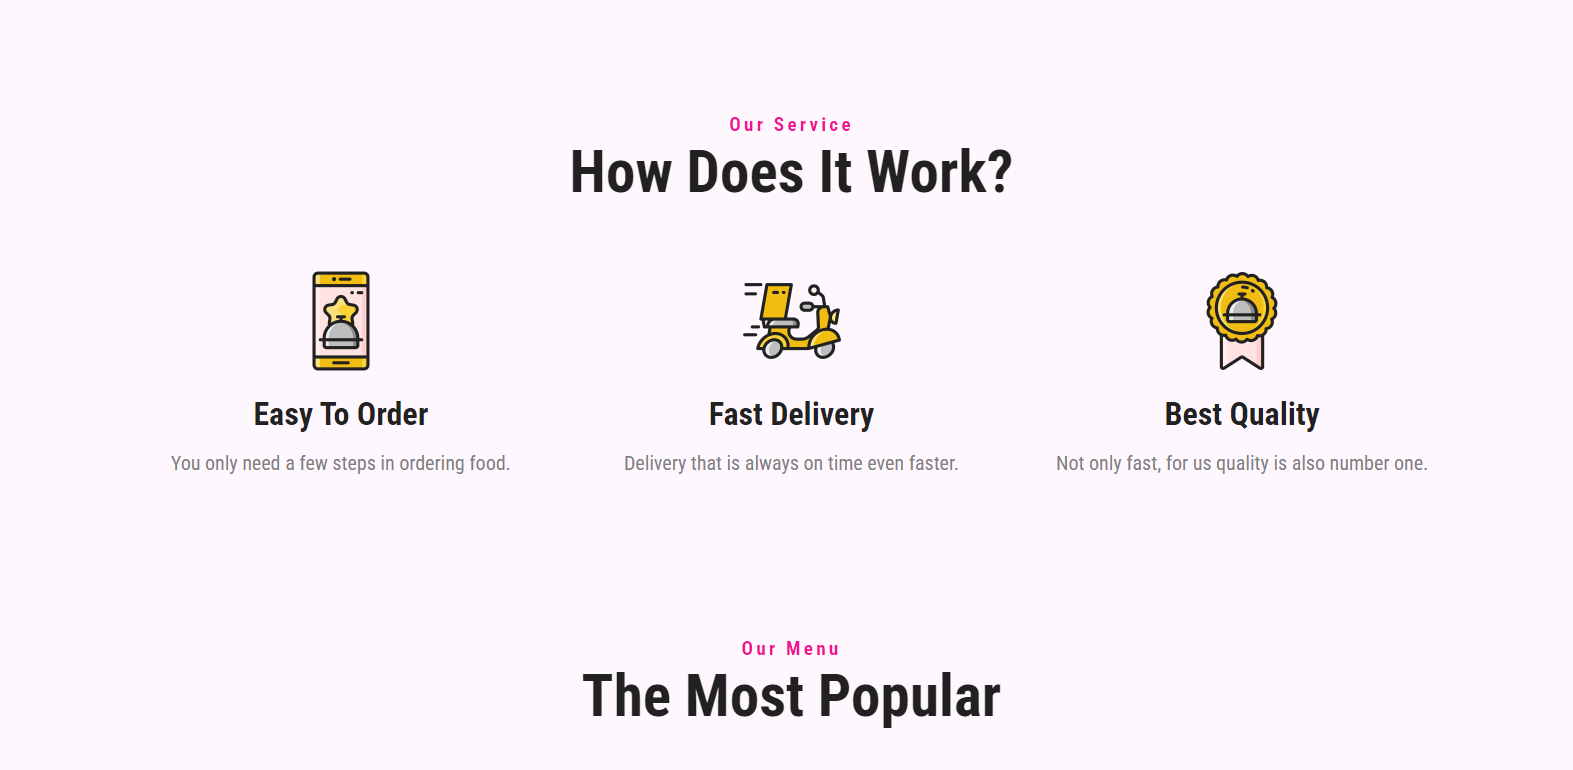 Our Service
How Does It Work?
Easy To Order
Fast Delivery
Best Quality
You only need a few steps in ordering food.
Delivery that is always on time even faster.
Not only fast, for us quality is also number one.
Our Menu
The Most Popular